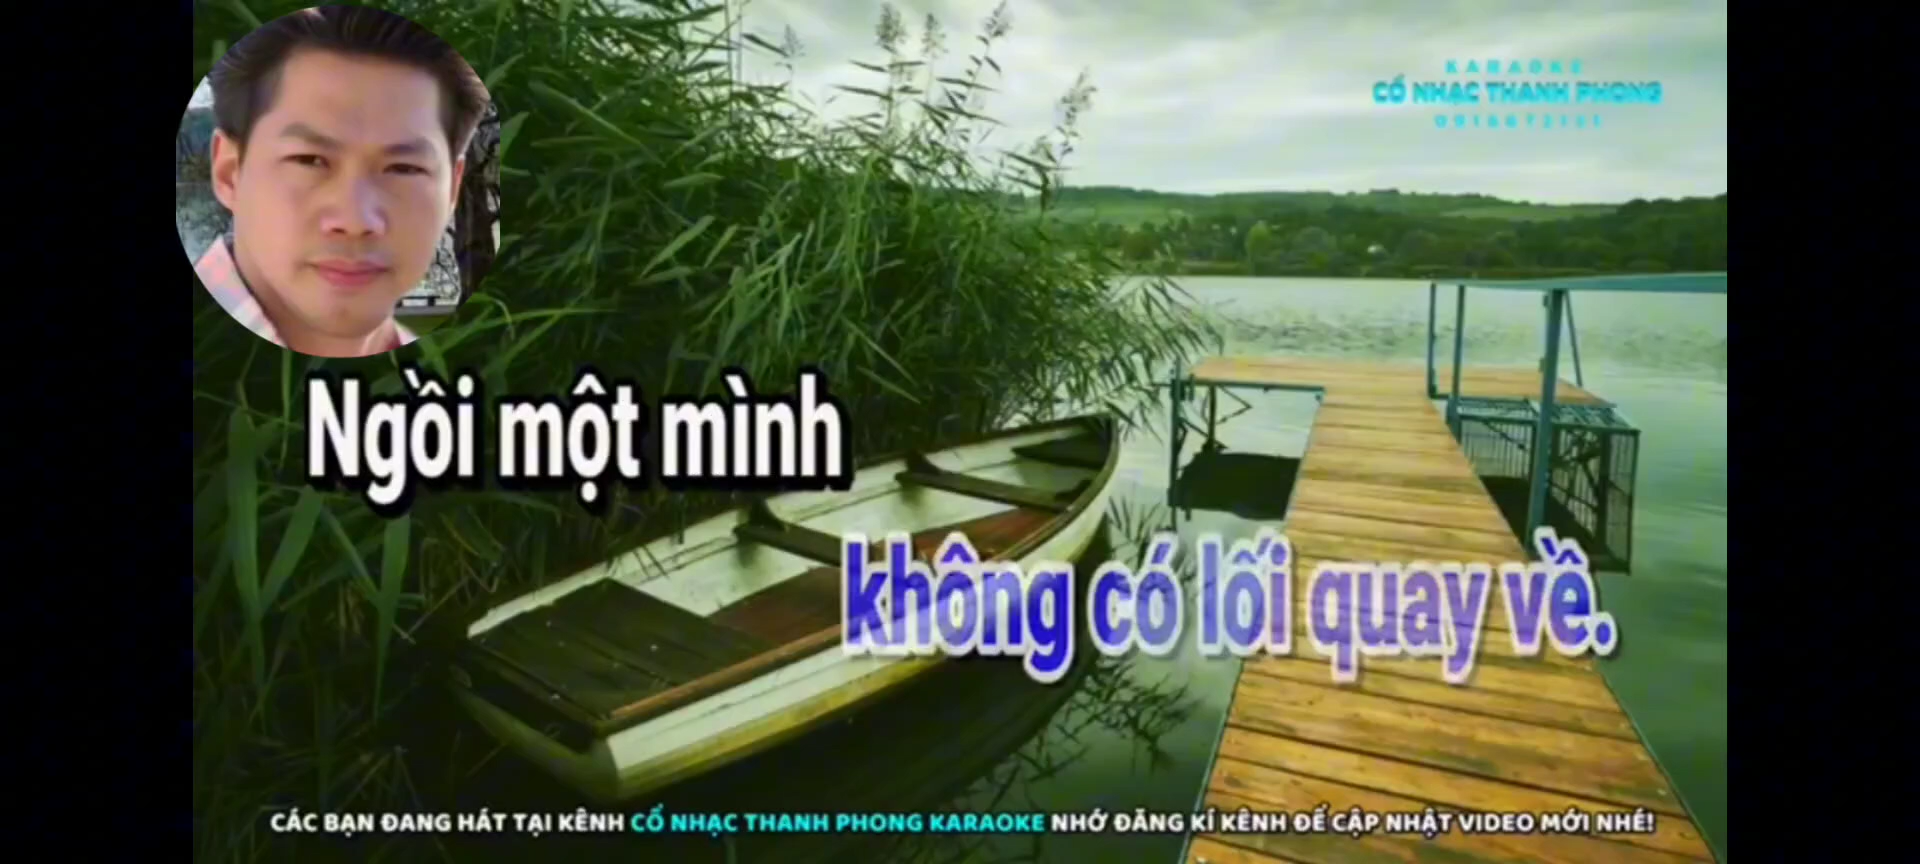 KARAOKE
CỔ NHẠC THANH PHONG
Ngồi một mình
không có lối quay về.
CÁC BẠN ĐANG HÁT TẠI KÊNH CỔ NHẠC THANH PHONG KARAOKE NHỚ ĐĂNG KÍ KÊNH ĐỂ CẬP NHẬT VIDEO MỚI NHÉ!